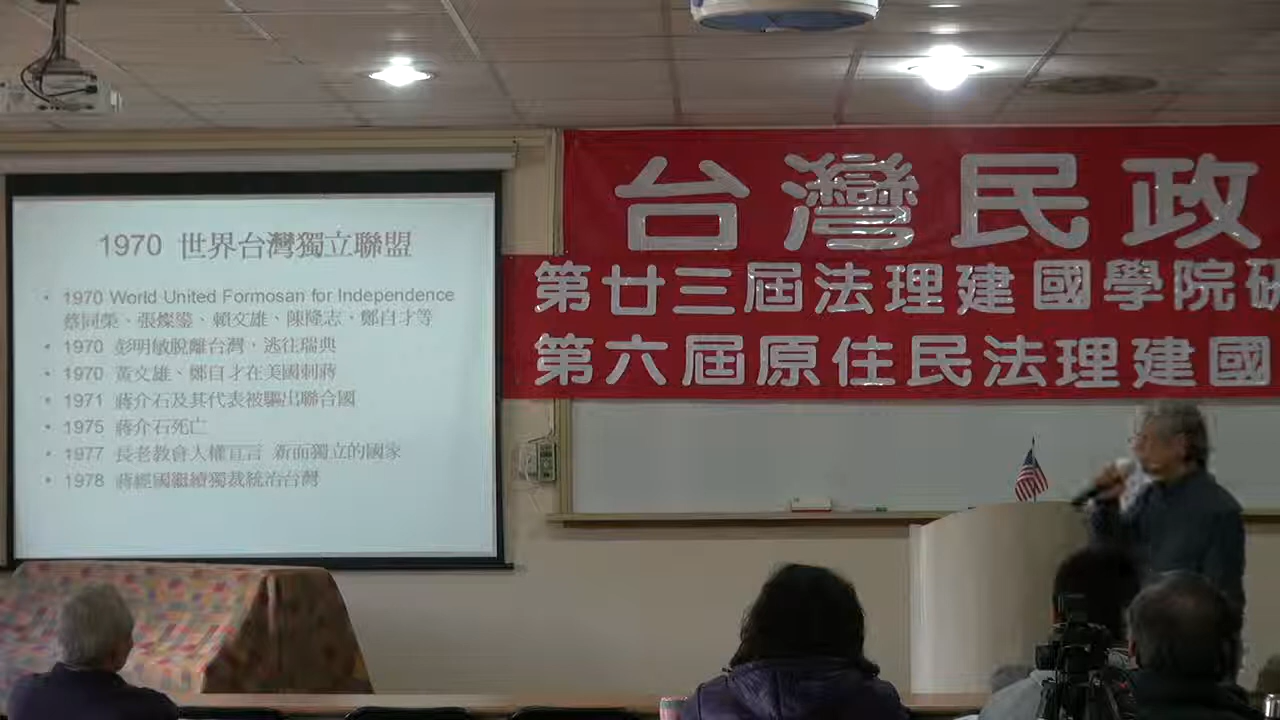 1970 世界台灣獨立聯盟
• 1970 World United Formosan for Independence
蔡同榮、張燦鍙、賴文雄、陳隆志、鄭自才等
• 1970 彭明敏脫離台灣，逃往瑞典
• 1970 黃文雄、鄭自才在美國刺蔣
• 1971 蔣介石及其代表被驅出聯合國
• 1975 蔣介石死亡
• 1977 長老教會人權宣言 新而獨立的國家
• 1978 蔣經國繼續獨裁統治台灣
台灣民政
第廿三屆法理建國學院研
第六屆原住民法理建國